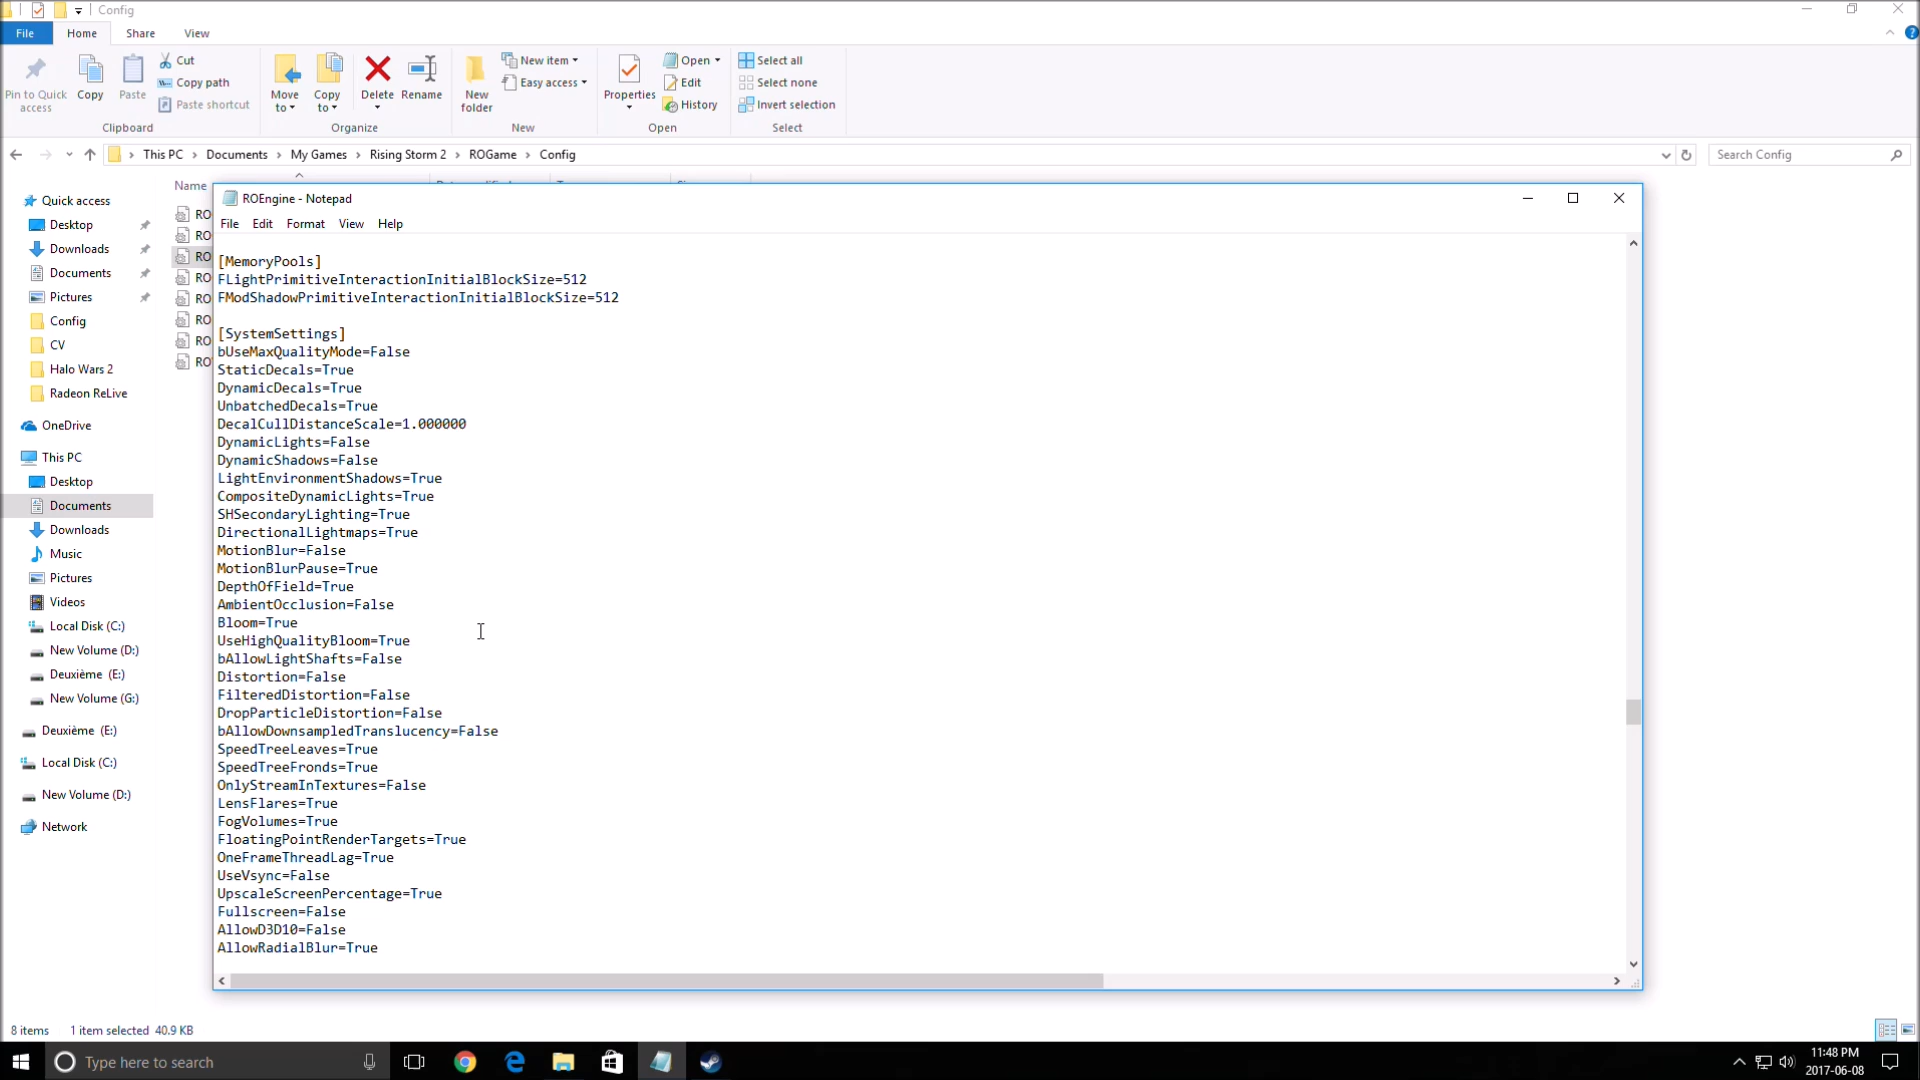 Config
File
Home
Share
View
Pin to Quick access
Copy
Paste
Cut
Copy path
Paste shortcut
Clipboard
Move to
Copy to
Delete
Rename
Organize
New folder
New item
Easy access
New
Properties
Open
Edit
History
Open
Select all
Select none
Invert selection
Select
This PC > Documents > My Games > Rising Storm 2 > ROGame > Config
Search Config
Name
Quick access
Desktop
Downloads
Documents
Pictures
Config
CV
Halo Wars 2
Radeon ReLive
OneDrive
This PC
Desktop
Documents
Downloads
Music
Pictures
Videos
Local Disk (C:)
New Volume (D:)
Deuxième (E:)
New Volume (G:)
Deuxième (E:)
Local Disk (C:)
New Volume (D:)
Network
RO
RO
RO
RO
RO
RO
RO
RO
ROEngine - Notepad
File Edit Format View Help
[MemoryPools]
FLightPrimitiveInteractionInitialBlockSize=512
FModShadowPrimitiveInteractionInitialBlockSize=512
[SystemSettings]
bUseMaxQualityMode=False
StaticDecals=True
DynamicDecals=True
UnbatchedDecals=True
DecalCullDistanceScale=1.000000
DynamicLights=False
DynamicShadows=False
LightEnvironmentShadows=True
CompositeDynamicLights=True
SHSecondaryLighting=True
DirectionalLightmaps=True
MotionBlur=False
MotionBlurPause=True
DepthOfField=True
AmbientOcclusion=False
Bloom=True
UseHighQualityBloom=True
bAllowLightShafts=False
Distortion=False
FilteredDistortion=False
DropParticleDistortion=False
bAllowDownsampledTranslucency=False
SpeedTreeLeaves=True
SpeedTreeFronds=True
OnlyStreamInTextures=False
LensFlares=True
FogVolumes=True
FloatingPointRenderTargets=True
OneFrameThreadLag=True
UseVsync=False
UpscaleScreenPercentage=True
Fullscreen=False
AllowD3D10=False
AllowRadialBlur=True
8 items 1 item selected 40.9 KB
Type here to search
11:48 PM
2017-06-08